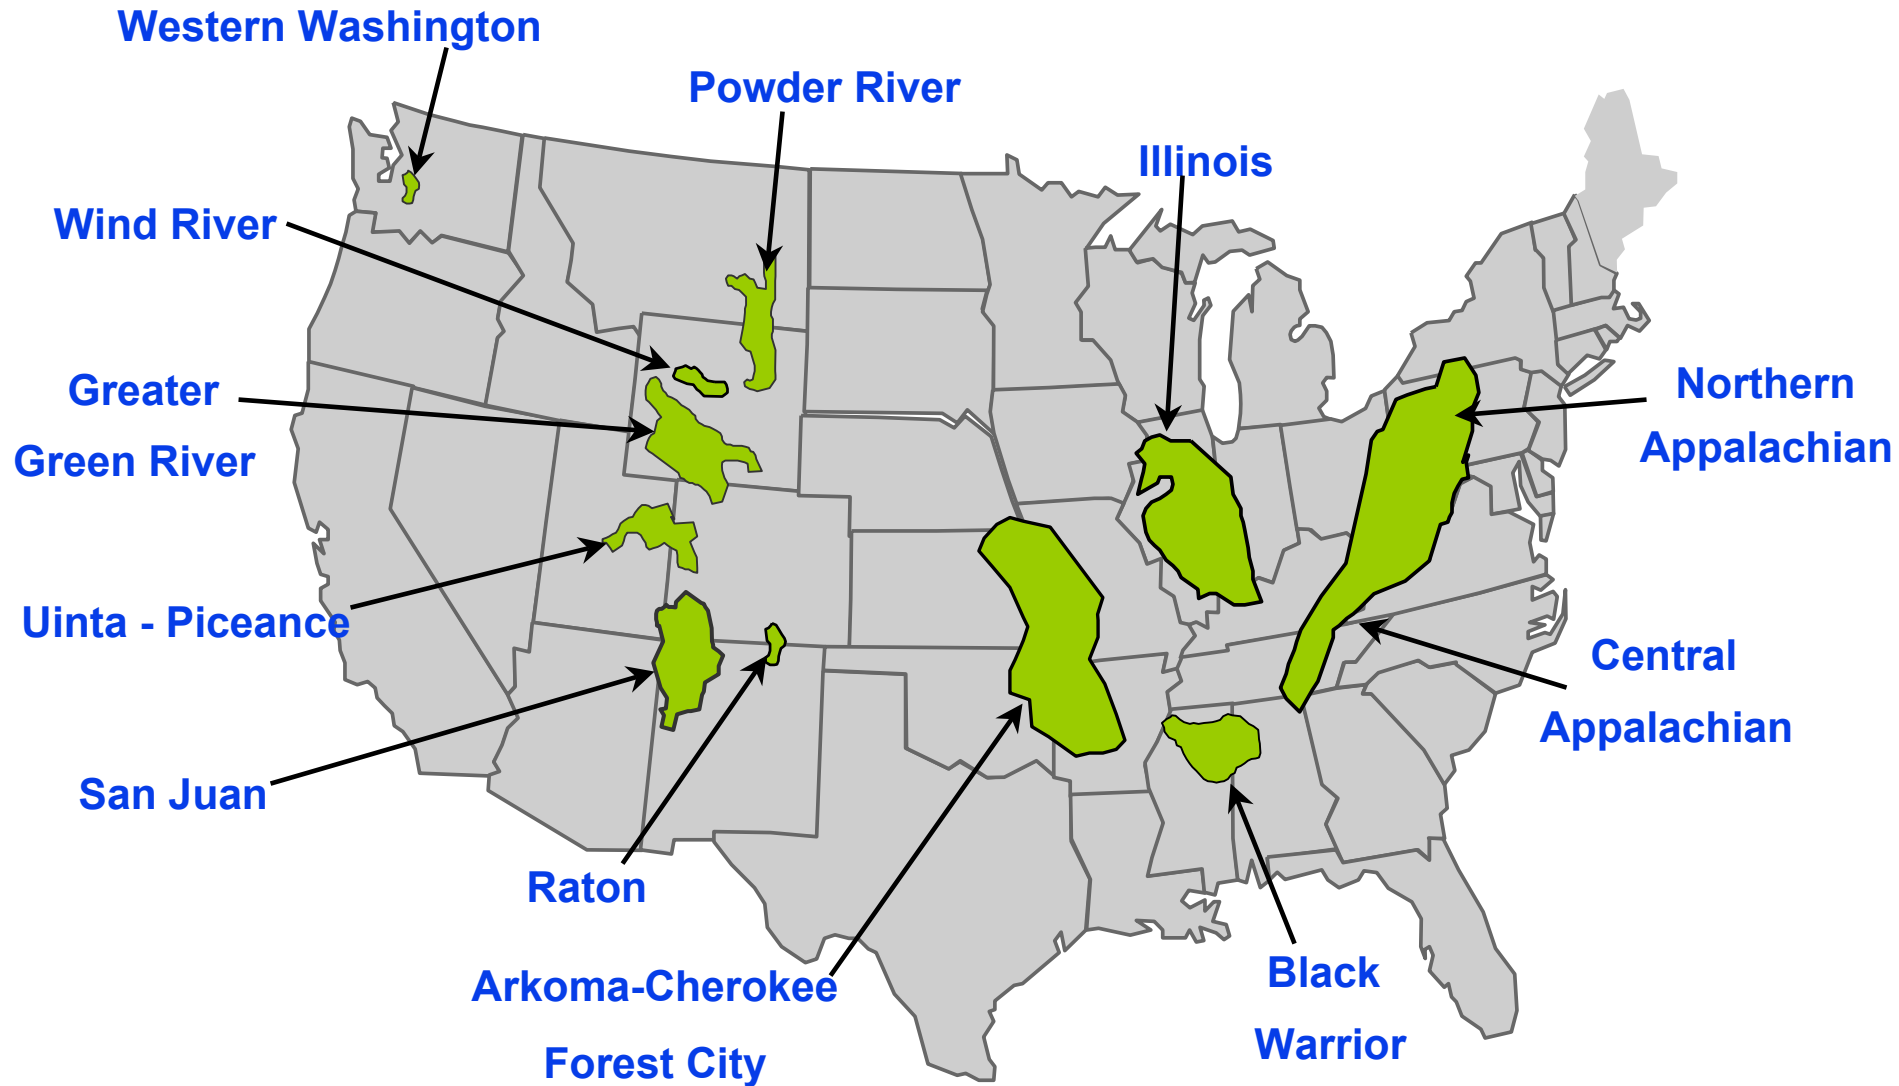 Western Washington
Powder River
Illinois
Wind River
Greater
Green River
Northern
Appalachian
Uinta - Piceance
Central
Appalachian
San Juan
Raton
Arkoma-Cherokee
Forest City
Black
Warrior